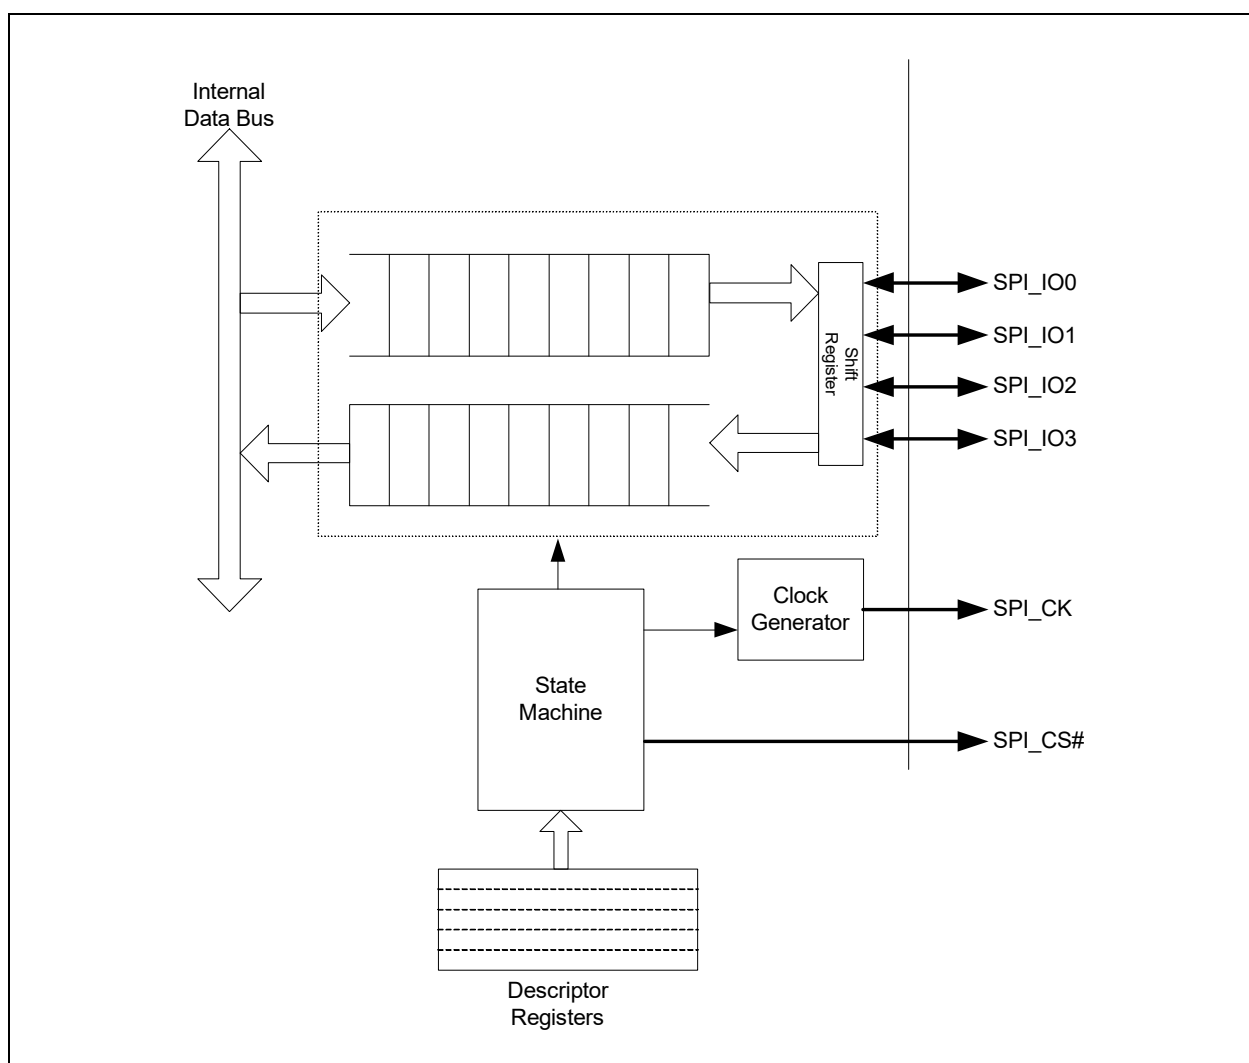 Internal
Data Bus
SPI_IO0
SPI_IO1
Shift
Register
SPI_IO2
SPI_IO3
Clock
Generator
SPI_CK
State
Machine
SPI_CS#
Descriptor
Registers